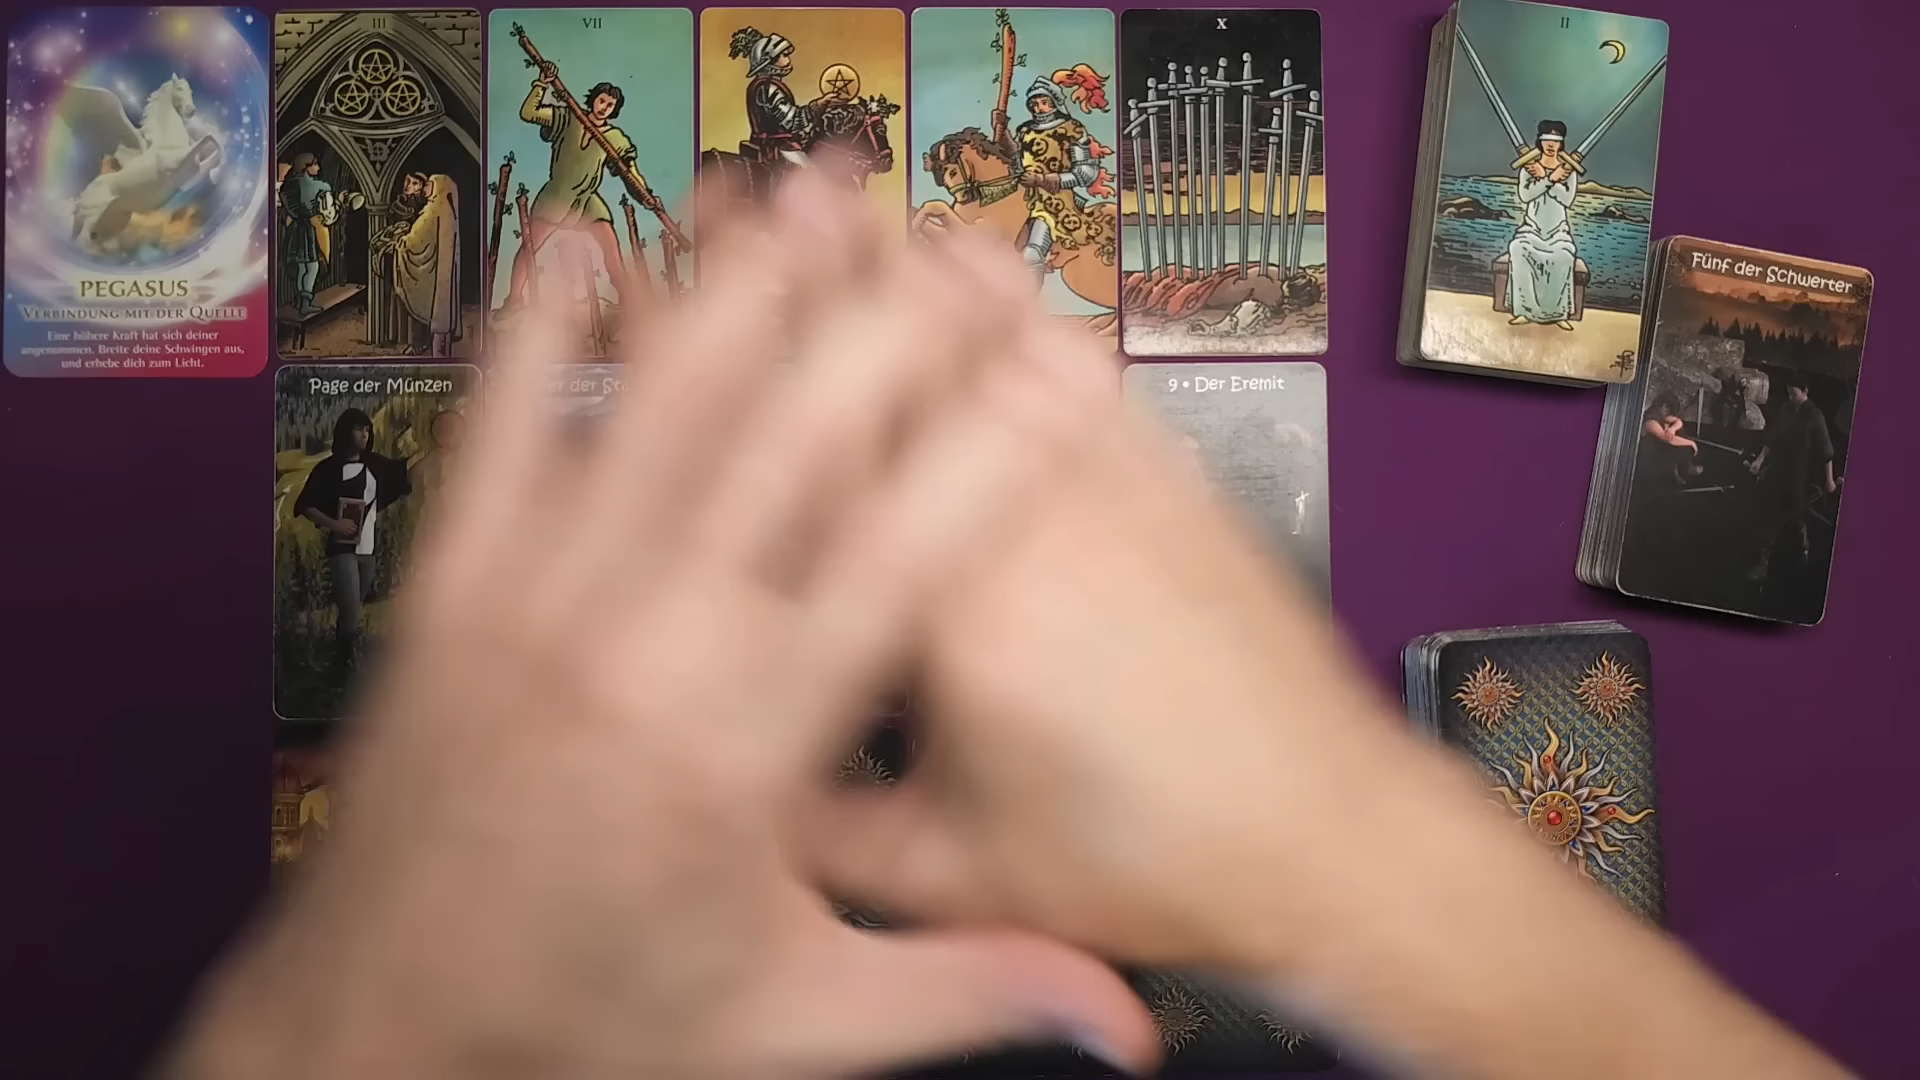 PEGASUS
VERBINDUNG MIT DER QUELLE
Eine höhere Kraft hat sich deiner
angenommen. Breite deine Schwingen aus,
und erhebe dich zum Licht.
III
VII
X
II
Fünf der Schwerter
Page der Münzen
der
9 • Der Eremit